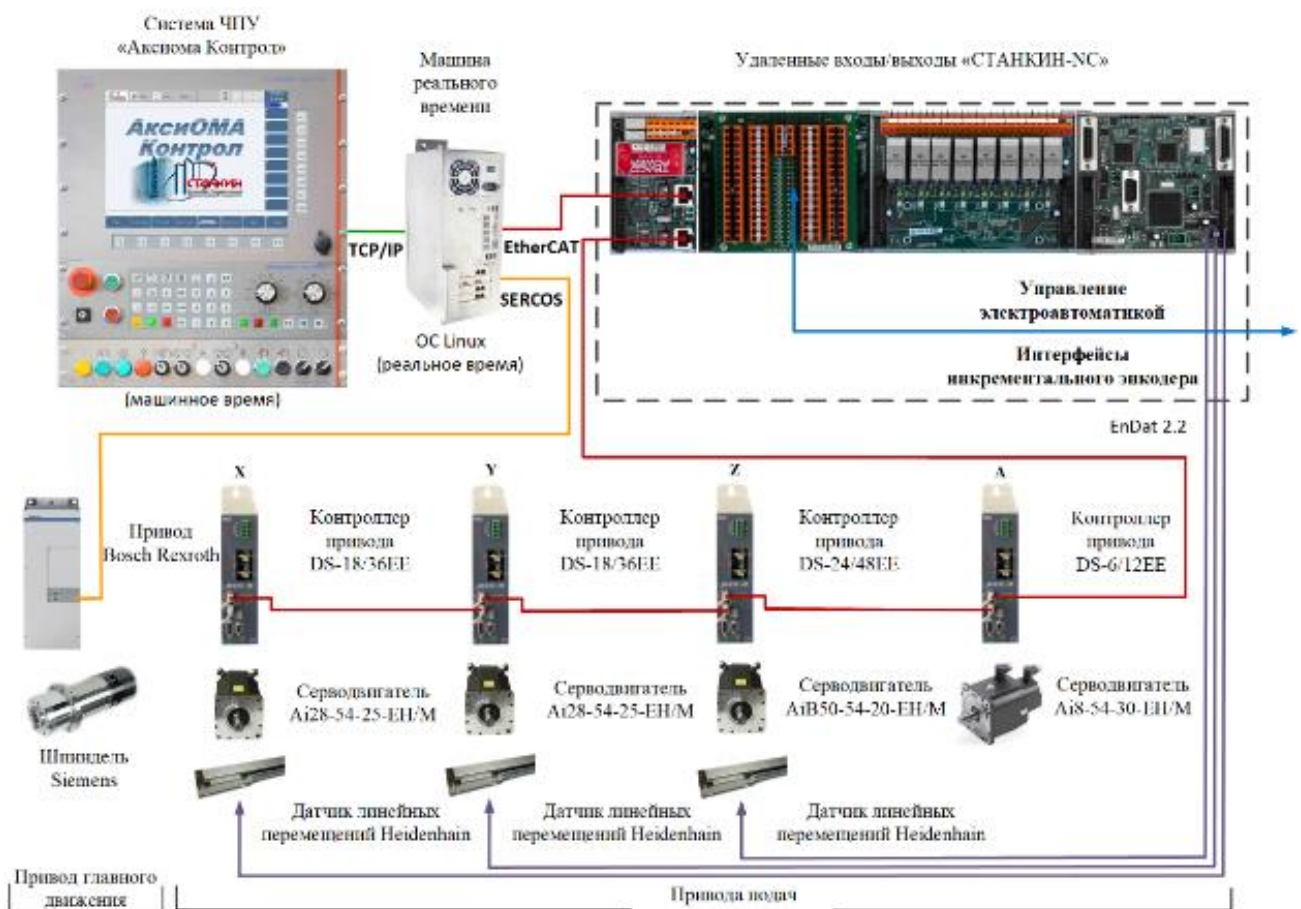 Система ЧПУ
«Аксиома Контрол»
Машина
реального
времени
Удаленные входы/выходы «СТАНКИН-NC»
АксиОМА
Контрол
СТАНКИН
TCP/IP
EtherCAT
SERCOS
ОС Linux
(реальное время)
(машинное время)
Управление
электроавтоматикой
Интерфейсы
инкрементального энкодера
EnDat 2.2
X
Y
Z
A
Привод
Bosch Rexroth
Контроллер
привода
DS-18/36EE
Контроллер
привода
DS-18/36EE
Контроллер
привода
DS-24/48EE
Контроллер
привода
DS-6/12EE
Шпиндель
Siemens
Серводвигатель
Ai28-54-25-EH/M
Серводвигатель
Ai28-54-25-EH/M
Серводвигатель
AiB50-54-20-EH/M
Серводвигатель
Ai8-54-30-EH/M
Датчик линейных
перемещений Heidenhain
Датчик линейных
перемещений Heidenhain
Датчик линейных
перемещений Heidenhain
Привод главного
движения
Привода подач